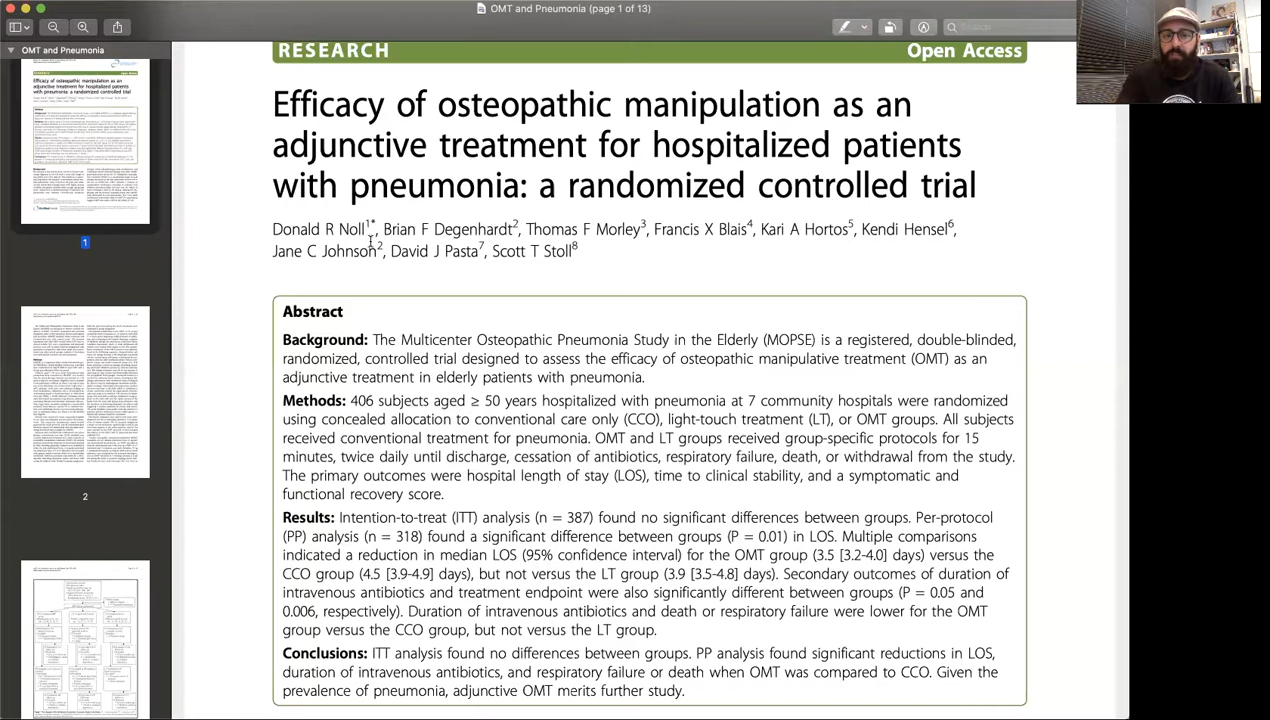 OMT and Pneumonia (page 1 of 13)
Search
OMT and Pneumonia
1
2
RESEARCH
Open Access
Efficacy of osteopathic manipulation as an
adjunctive treatment for hospitalized patients
with pneumonia: a randomized controlled trial
Donald R Noll1*, Brian F Degenhardt2, Thomas F Morley3, Francis X Blais4, Kari A Hortos5, Kendi Hensel6,
Jane C Johnson2, David J Pasta7, Scott T Stoll8
Abstract
Background: The Multicenter Osteopathic Pneumonia Study in the Elderly (MOPSE) is a registered, double-blinded,
randomized, controlled trial designed to assess the efficacy of osteopathic manipulative treatment (OMT) as an
adjunctive treatment in elderly patients with pneumonia.
Methods: 406 subjects aged ≥ 50 years hospitalized with pneumonia at 7 community hospitals were randomized
using concealed allocation to conventional care only (CCO), light-touch treatment (LT), or OMT groups. All subjects
received conventional treatment for pneumonia. OMT and LT groups received group-specific protocols for 15
minutes, twice daily until discharge, cessation of antibiotics, respiratory failure, death, or withdrawal from the study.
The primary outcomes were hospital length of stay (LOS), time to clinical stability, and a symptomatic and
functional recovery score.
Results: Intention-to-treat (ITT) analysis (n = 387) found no significant differences between groups. Per-protocol
(PP) analysis (n = 318) found a significant difference between groups (P = 0.01) in LOS. Multiple comparisons
indicated a reduction in median LOS (95% confidence interval) for the OMT group (3.5 [3.2-4.0] days) versus the
CCO group (4.5 [3.9-4.9] days), but not versus the LT group (3.9 [3.5-4.8] days). Secondary outcomes of duration of
intravenous antibiotics and treatment endpoint were also significantly different between groups (P = 0.05 and
0.006, respectively). Duration of intravenous antibiotics and death or respiratory failure were lower for the OMT
group versus the CCO group, but not versus the LT group.
Conclusions: ITT analysis found no differences between groups. PP analysis found significant reductions in LOS,
duration of intravenous antibiotics, and respiratory failure or death when OMT was compared to CCO. Given the
prevalence of pneumonia, adjunctive OMT merits further study.